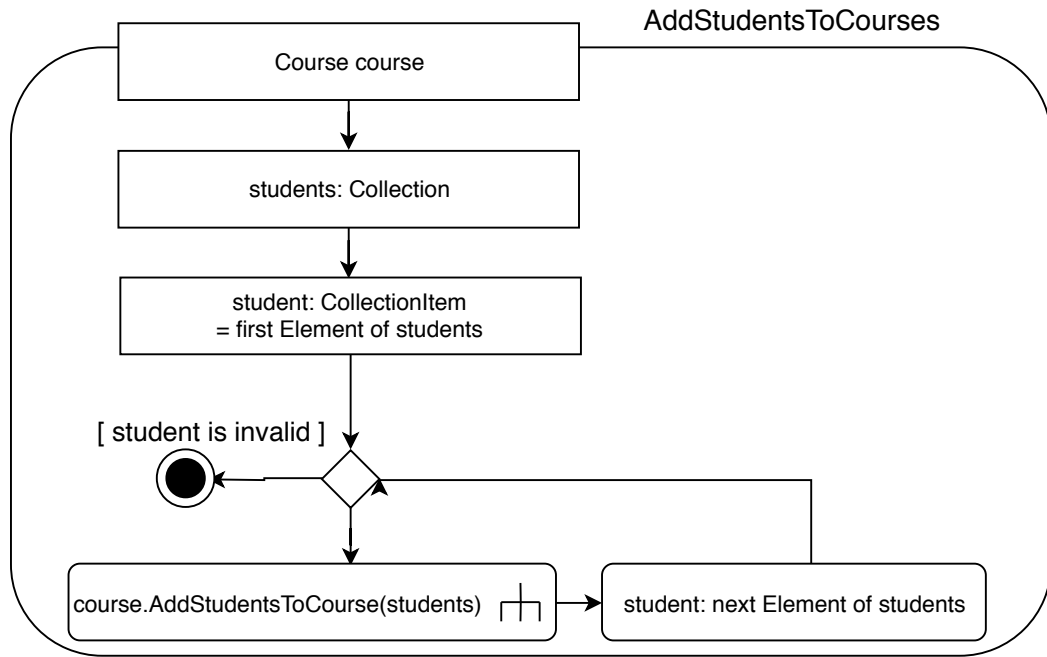 AddStudentsToCourses
Course course
students: Collection
student: CollectionItem
= first Element of students
[ student is invalid ]
course.AddStudentsToCourse(students)
student: next Element of students